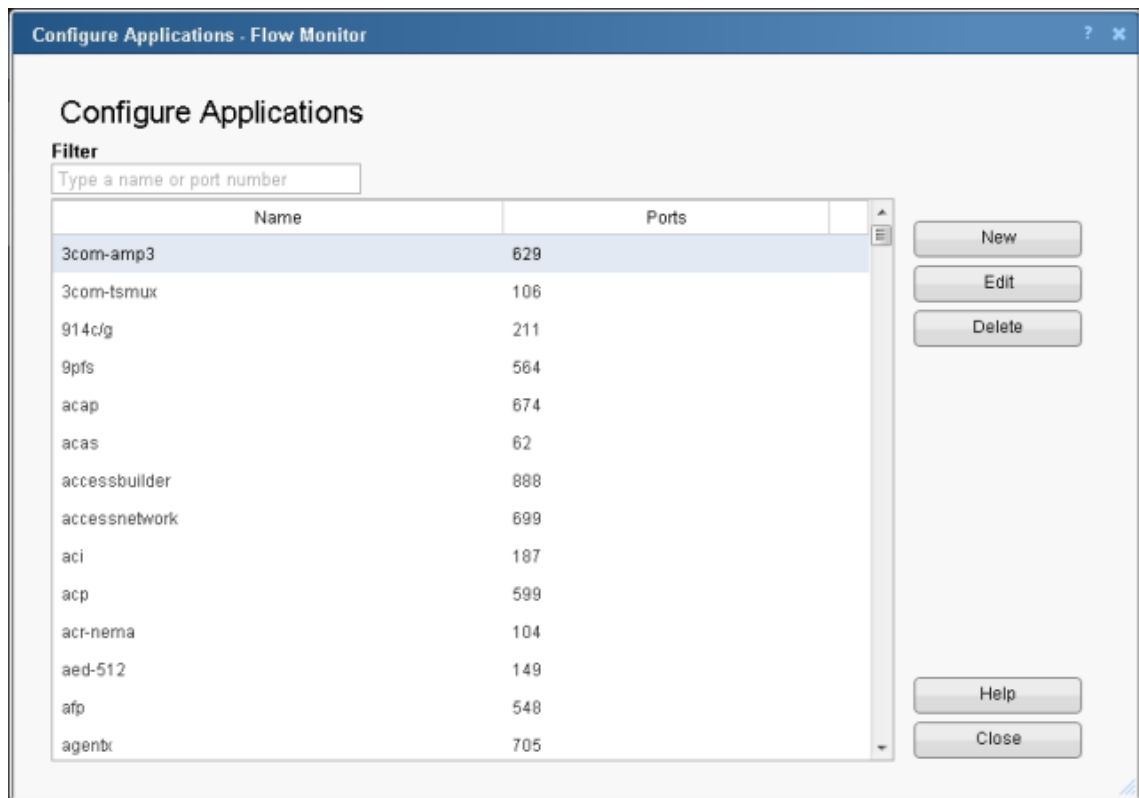 Configure Applications - Flow Monitor ? ×
Configure Applications
Filter
Type a name or port number
Name Ports
3com-amp3 629
3com-tsmux 106
914c/g 211
9pfs 564
acap 674
acas 62
accessbuilder 888
accessnetwork 699
aci 187
acp 599
acr-nema 104
aed-512 149
afp 548
agentx 705
New
Edit
Delete
Help
Close